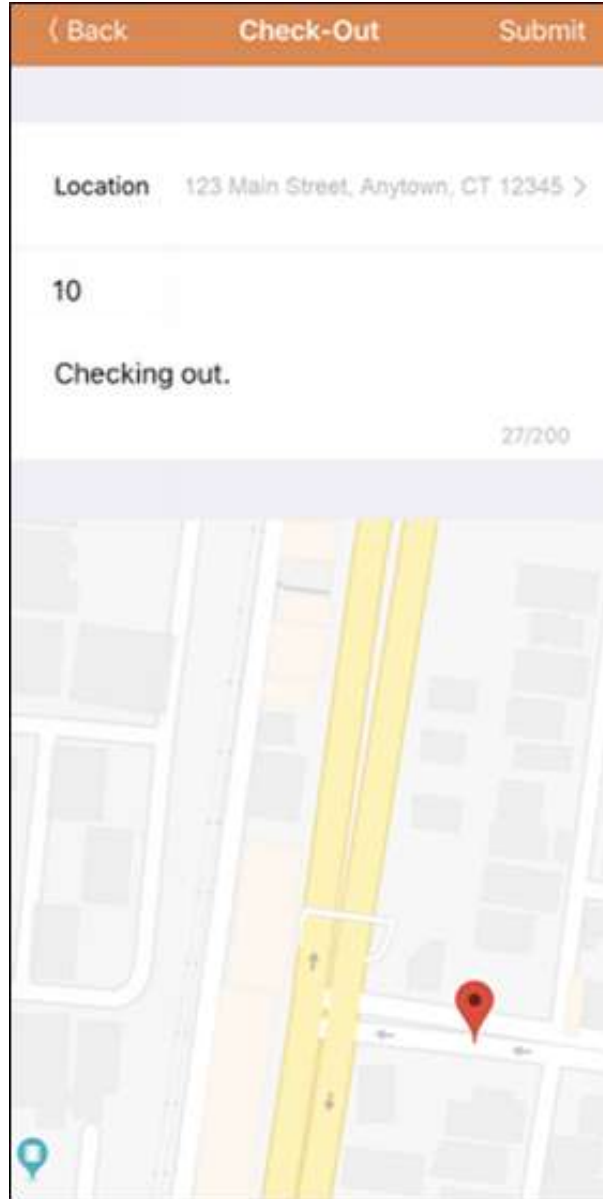 Back Check-Out Submit
Location 123 Main Street, Anytown, CT 12345
10
Checking out.
27/200